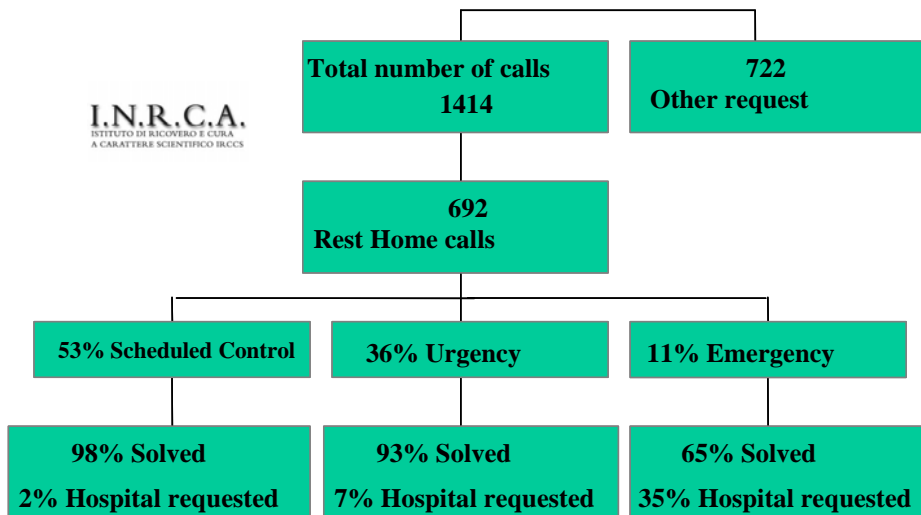 Total number of calls
1414
722
Other request
I.N.R.C.A.
ISTITUTO DI RICOVERO E CURA
A CARATTERE SCIENTIFICO IRCCS
692
Rest Home calls
53% Scheduled Control
36% Urgency
11% Emergency
98% Solved
2% Hospital requested
93% Solved
7% Hospital requested
65% Solved
35% Hospital requested